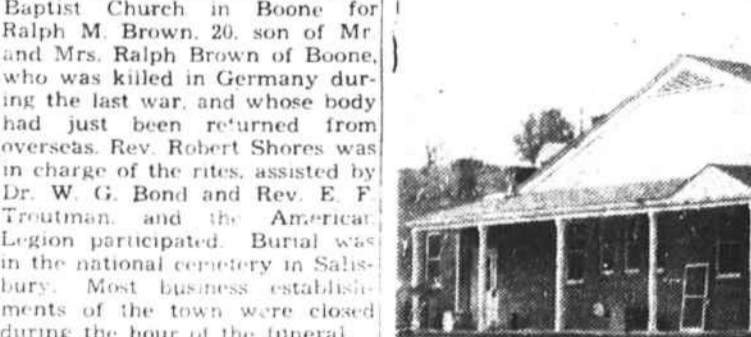 Baptist Church in Boone for
Ralph M. Brown, 20, son of Mr
and Mrs. Ralph Brown of Boone,
who was killed in Germany dur-
ing the last war, and whose body
had just been returned from
overseas. Rev. Robert Shores was
in charge of the rites, assisted by
Dr. W. G. Bond and Rev. E. F.
Troutman, and the American
Legion participated. Burial was
in the national cemetery in Salis-
bury. Most business establish-
ments of the town were closed
during the hour of the funeral.